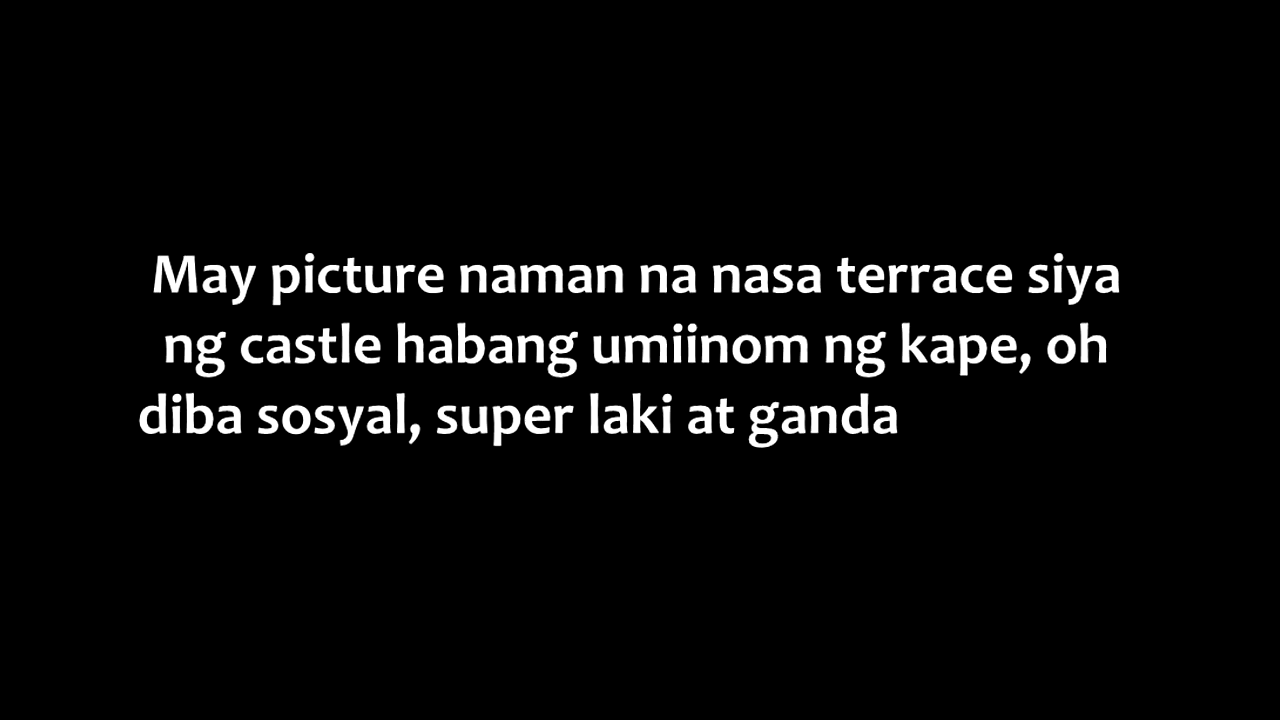 May picture naman na nasa terrace siya
ng castle habang umiinom ng kape, oh
diba sosyal, super laki at ganda